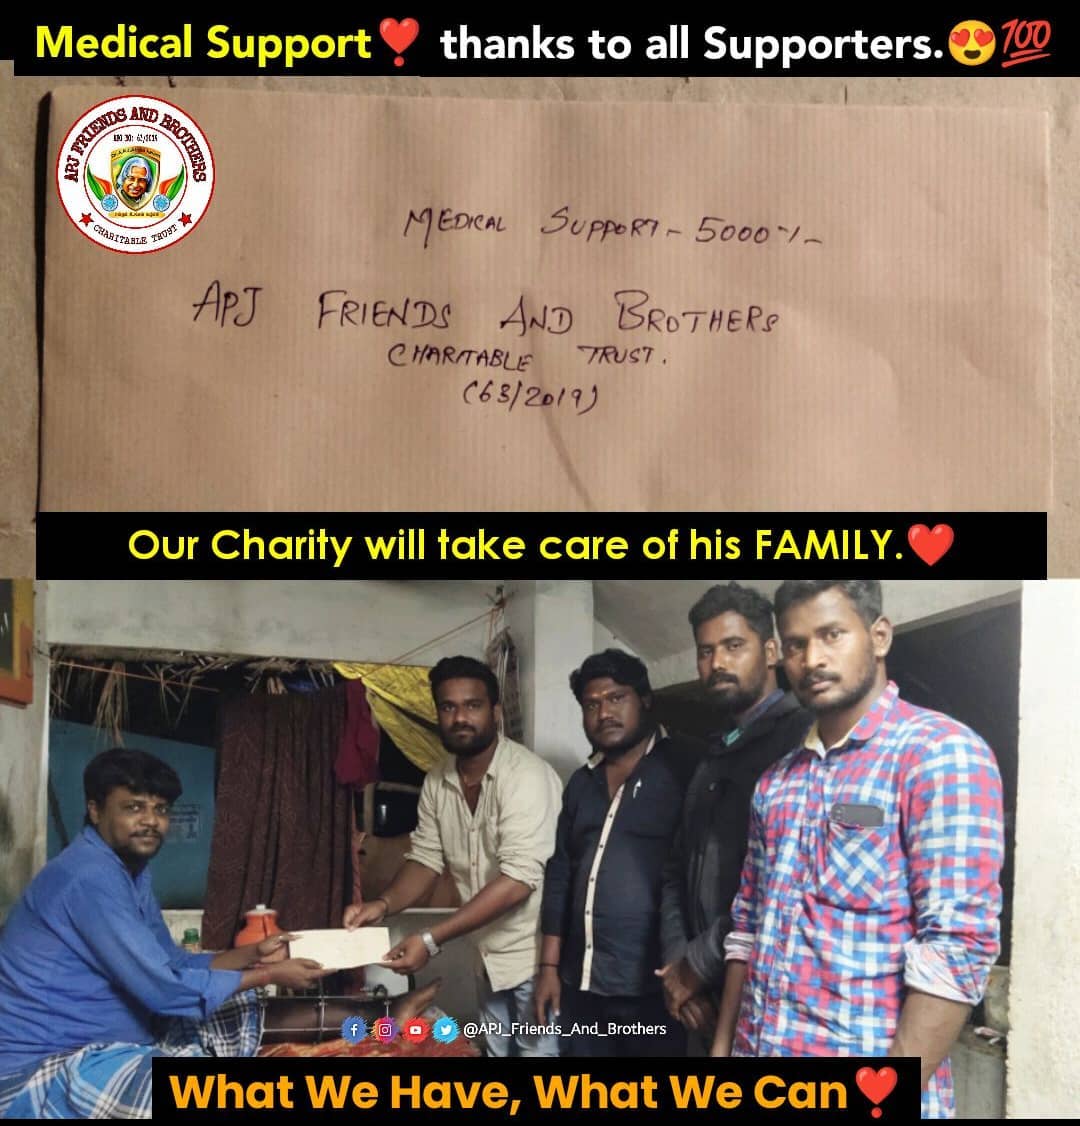 Medical Support❣️ thanks to all Supporters.😍💯
APJ FRIENDS AND BROTHERS
CHARITABLE TRUST
MEDICAL SUPPORT - 5000 -/-
APJ FRIENDS AND BROTHERS
CHARITABLE TRUST.
(63/2019)
Our Charity will take care of his FAMILY.❤️
@APJ_Friends_And_Brothers
What We Have, What We Can❣️